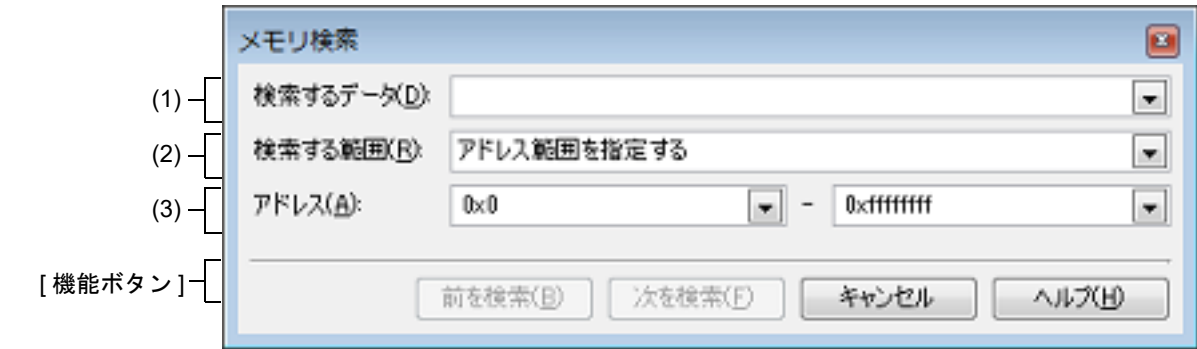 メモリ検索
(1) 検索するデータ(D):
(2) 検索する範囲(R): アドレス範囲を指定する
(3) アドレス(A): 0x0 - 0xffffffff
[ 機能ボタン ] 前を検索(B) 次を検索(F) キャンセル ヘルプ(H)